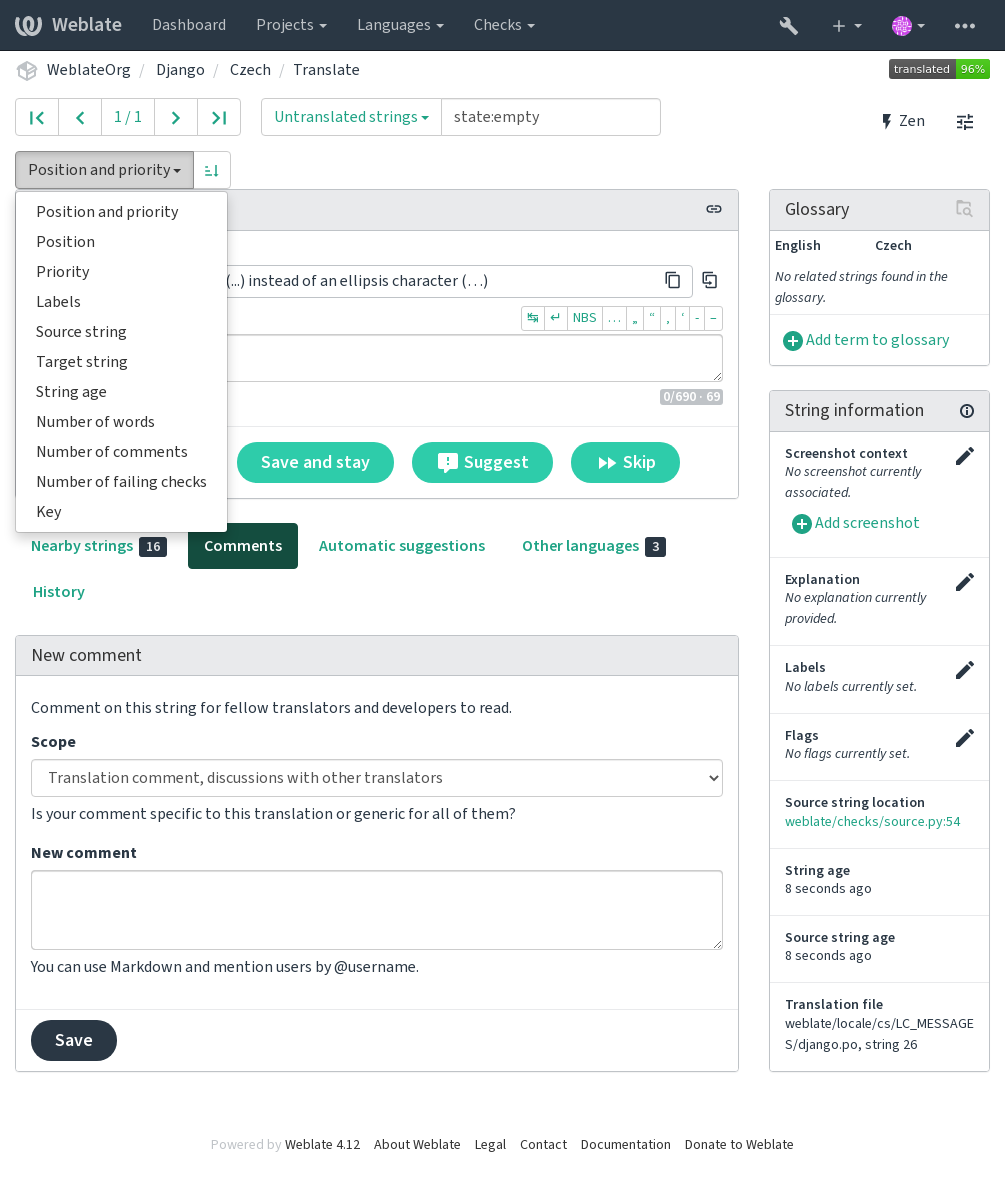 Weblate Dashboard Projects Languages Checks
WeblateOrg / Django / Czech / Translate
translated 96%
1 / 1
Untranslated strings state:empty
Zen
Position and priority
Position and priority
Position
Priority
Labels
Source string
Target string
String age
Number of words
Number of comments
Number of failing checks
Key
(...) instead of an ellipsis character (…)
↹ ↵ NBS … „ “ ‚ ‘ - –
0/690 · 69
Save and stay Suggest Skip
Nearby strings 16 Comments Automatic suggestions Other languages 3
History
New comment
Comment on this string for fellow translators and developers to read.
Scope
Translation comment, discussions with other translators
Is your comment specific to this translation or generic for all of them?
New comment
You can use Markdown and mention users by @username.
Save
Glossary
English Czech
No related strings found in the
glossary.
Add term to glossary
String information
Screenshot context
No screenshot currently
associated.
Add screenshot
Explanation
No explanation currently
provided.
Labels
No labels currently set.
Flags
No flags currently set.
Source string location
weblate/checks/source.py:54
String age
8 seconds ago
Source string age
8 seconds ago
Translation file
weblate/locale/cs/LC_MESSAGE
S/django.po, string 26
Powered by Weblate 4.12 About Weblate Legal Contact Documentation Donate to Weblate